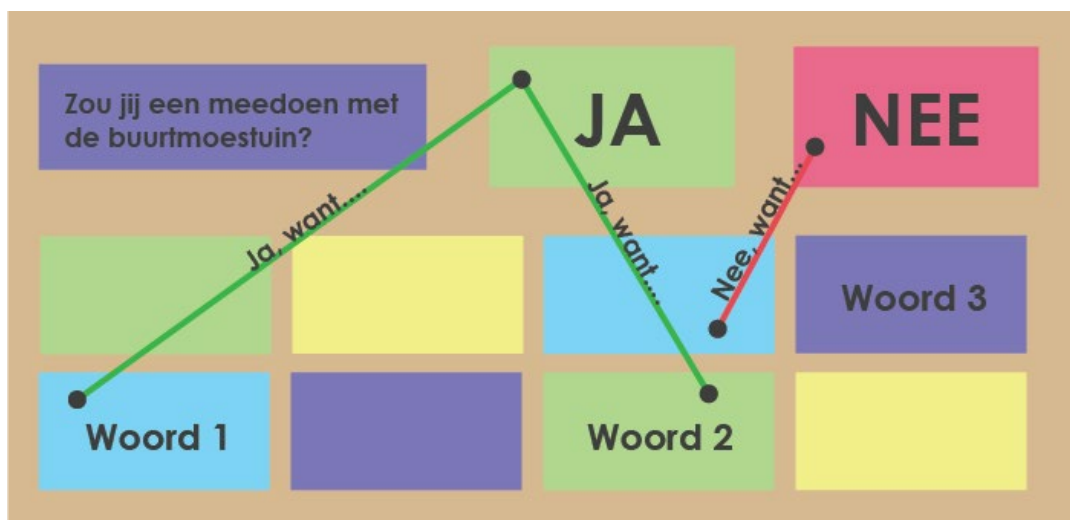 Zou jij een meedoen met
de buurtmoestuin?
JA
NEE
Ja, want....
Ja, want....
Nee, want...
Woord 3
Woord 1
Woord 2